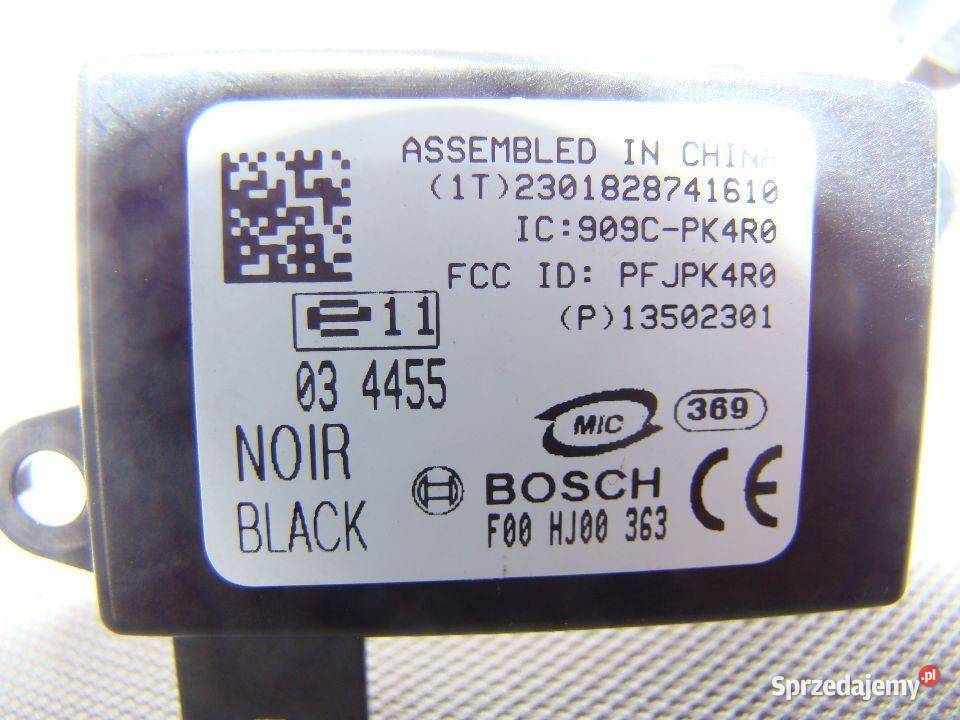 ASSEMBLED IN CHINA
(1T)2301828741610
IC:909C-PK4R0
FCC ID: PFJPK4R0
(P)13502301
e11
03 4455
MIC
369
NOIR
BLACK
BOSCH
CE
F00 HJ00 363
Sprzedajemy.pl